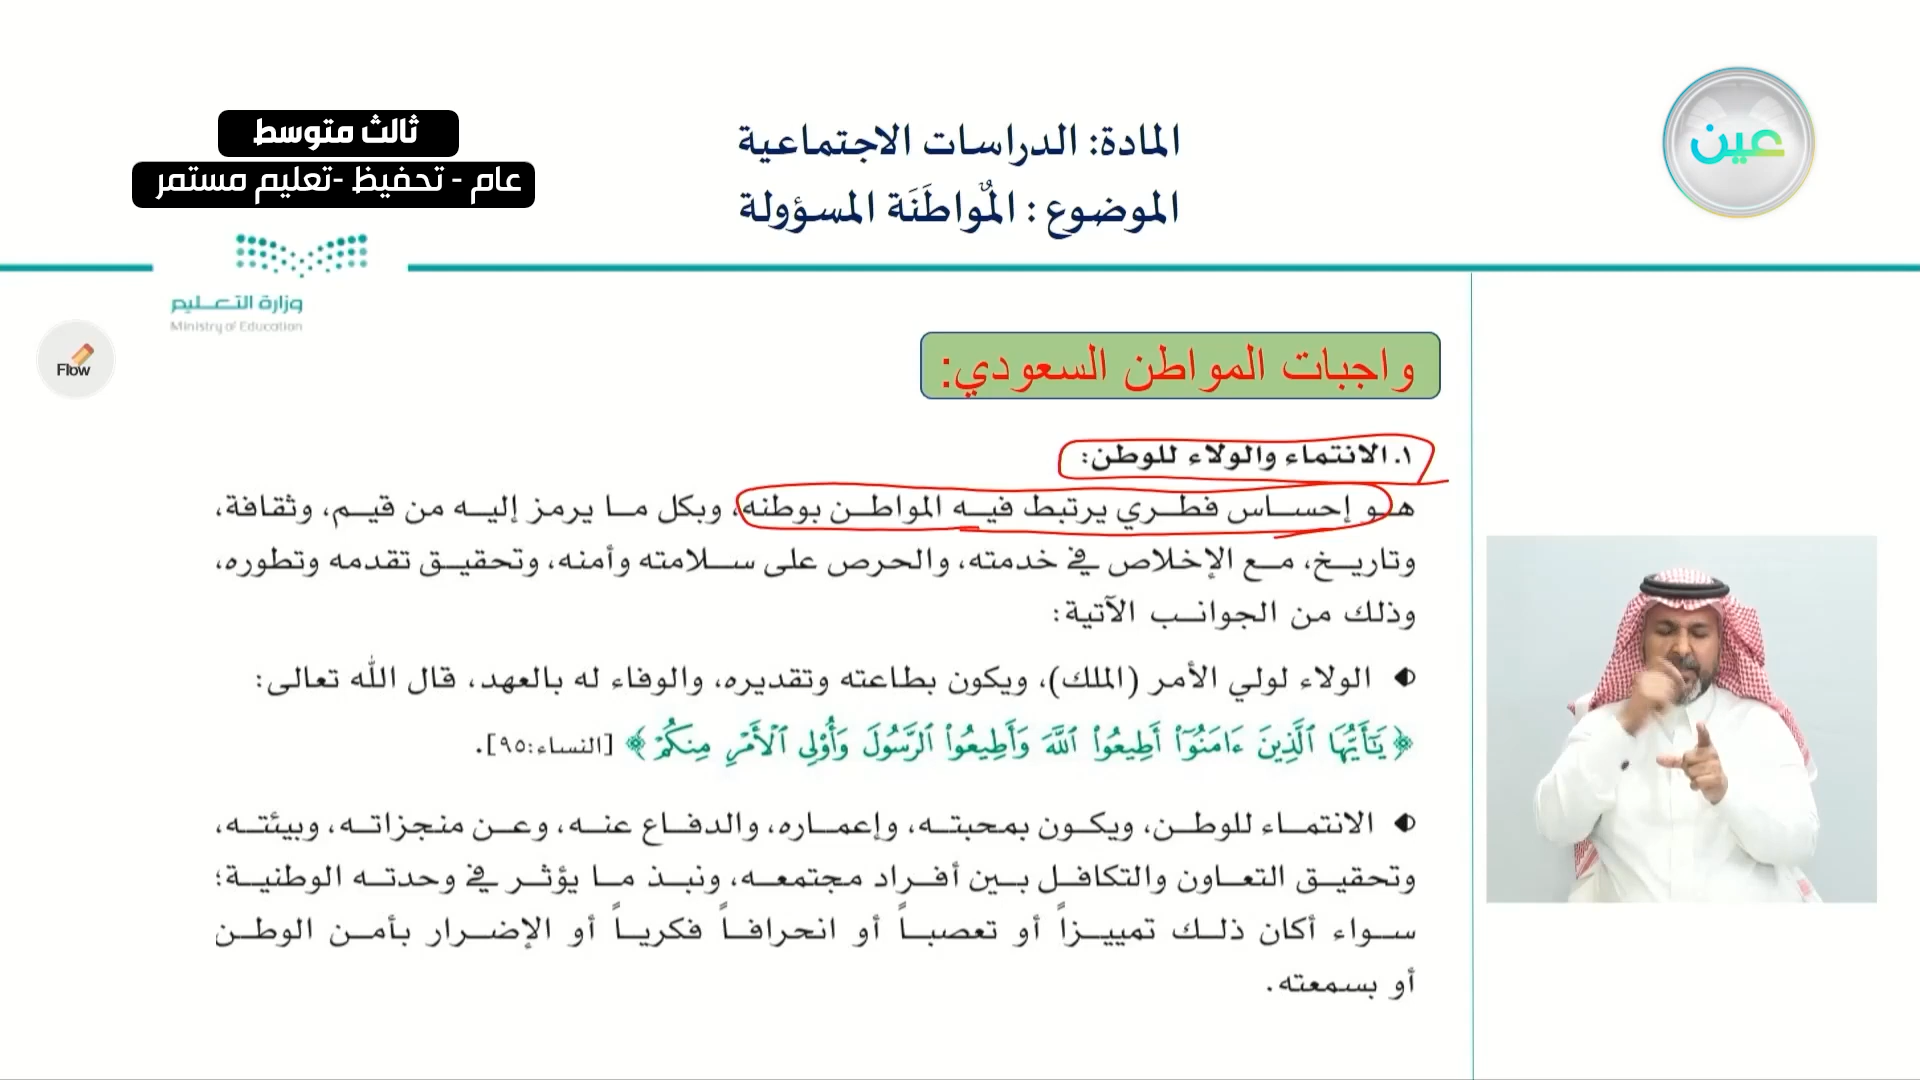 ثالث متوسط
عام - تحفيظ -تعليم مستمر
المادة: الدراسات الاجتماعية
الموضوع : المُواطَنَة المسؤولة
عين
وزارة التعليم
Ministry of Education
Flow
واجبات المواطن السعودي:
١. الانتماء والولاء للوطن:
هو إحساس فطري يرتبط فيه المواطن بوطنه، وبكل ما يرمز إليه من قيم، وثقافة،
وتاريخ، مع الإخلاص في خدمته، والحرص على سلامته وأمنه، وتحقيق تقدمه وتطوره،
وذلك من الجوانب الآتية:
الولاء لولي الأمر (الملك)، ويكون بطاعته وتقديره، والوفاء له بالعهد، قال الله تعالى:
﴿يَٰٓأَيُّهَا ٱلَّذِينَ ءَامَنُوٓا۟ أَطِيعُوا۟ ٱللَّهَ وَأَطِيعُوا۟ ٱلرَّسُولَ وَأُو۟لِى ٱلْأَمْرِ مِنكُمْ﴾ [النساء:٩٥].
الانتماء للوطن، ويكون بمحبته، وإعماره، والدفاع عنه، وعن منجزاته، وبيئته،
وتحقيق التعاون والتكافل بين أفراد مجتمعه، ونبذ ما يؤثر في وحدته الوطنية؛
سواء أكان ذلك تمييزاً أو تعصباً أو انحرافاً فكرياً أو الإضرار بأمن الوطن
أو بسمعته.